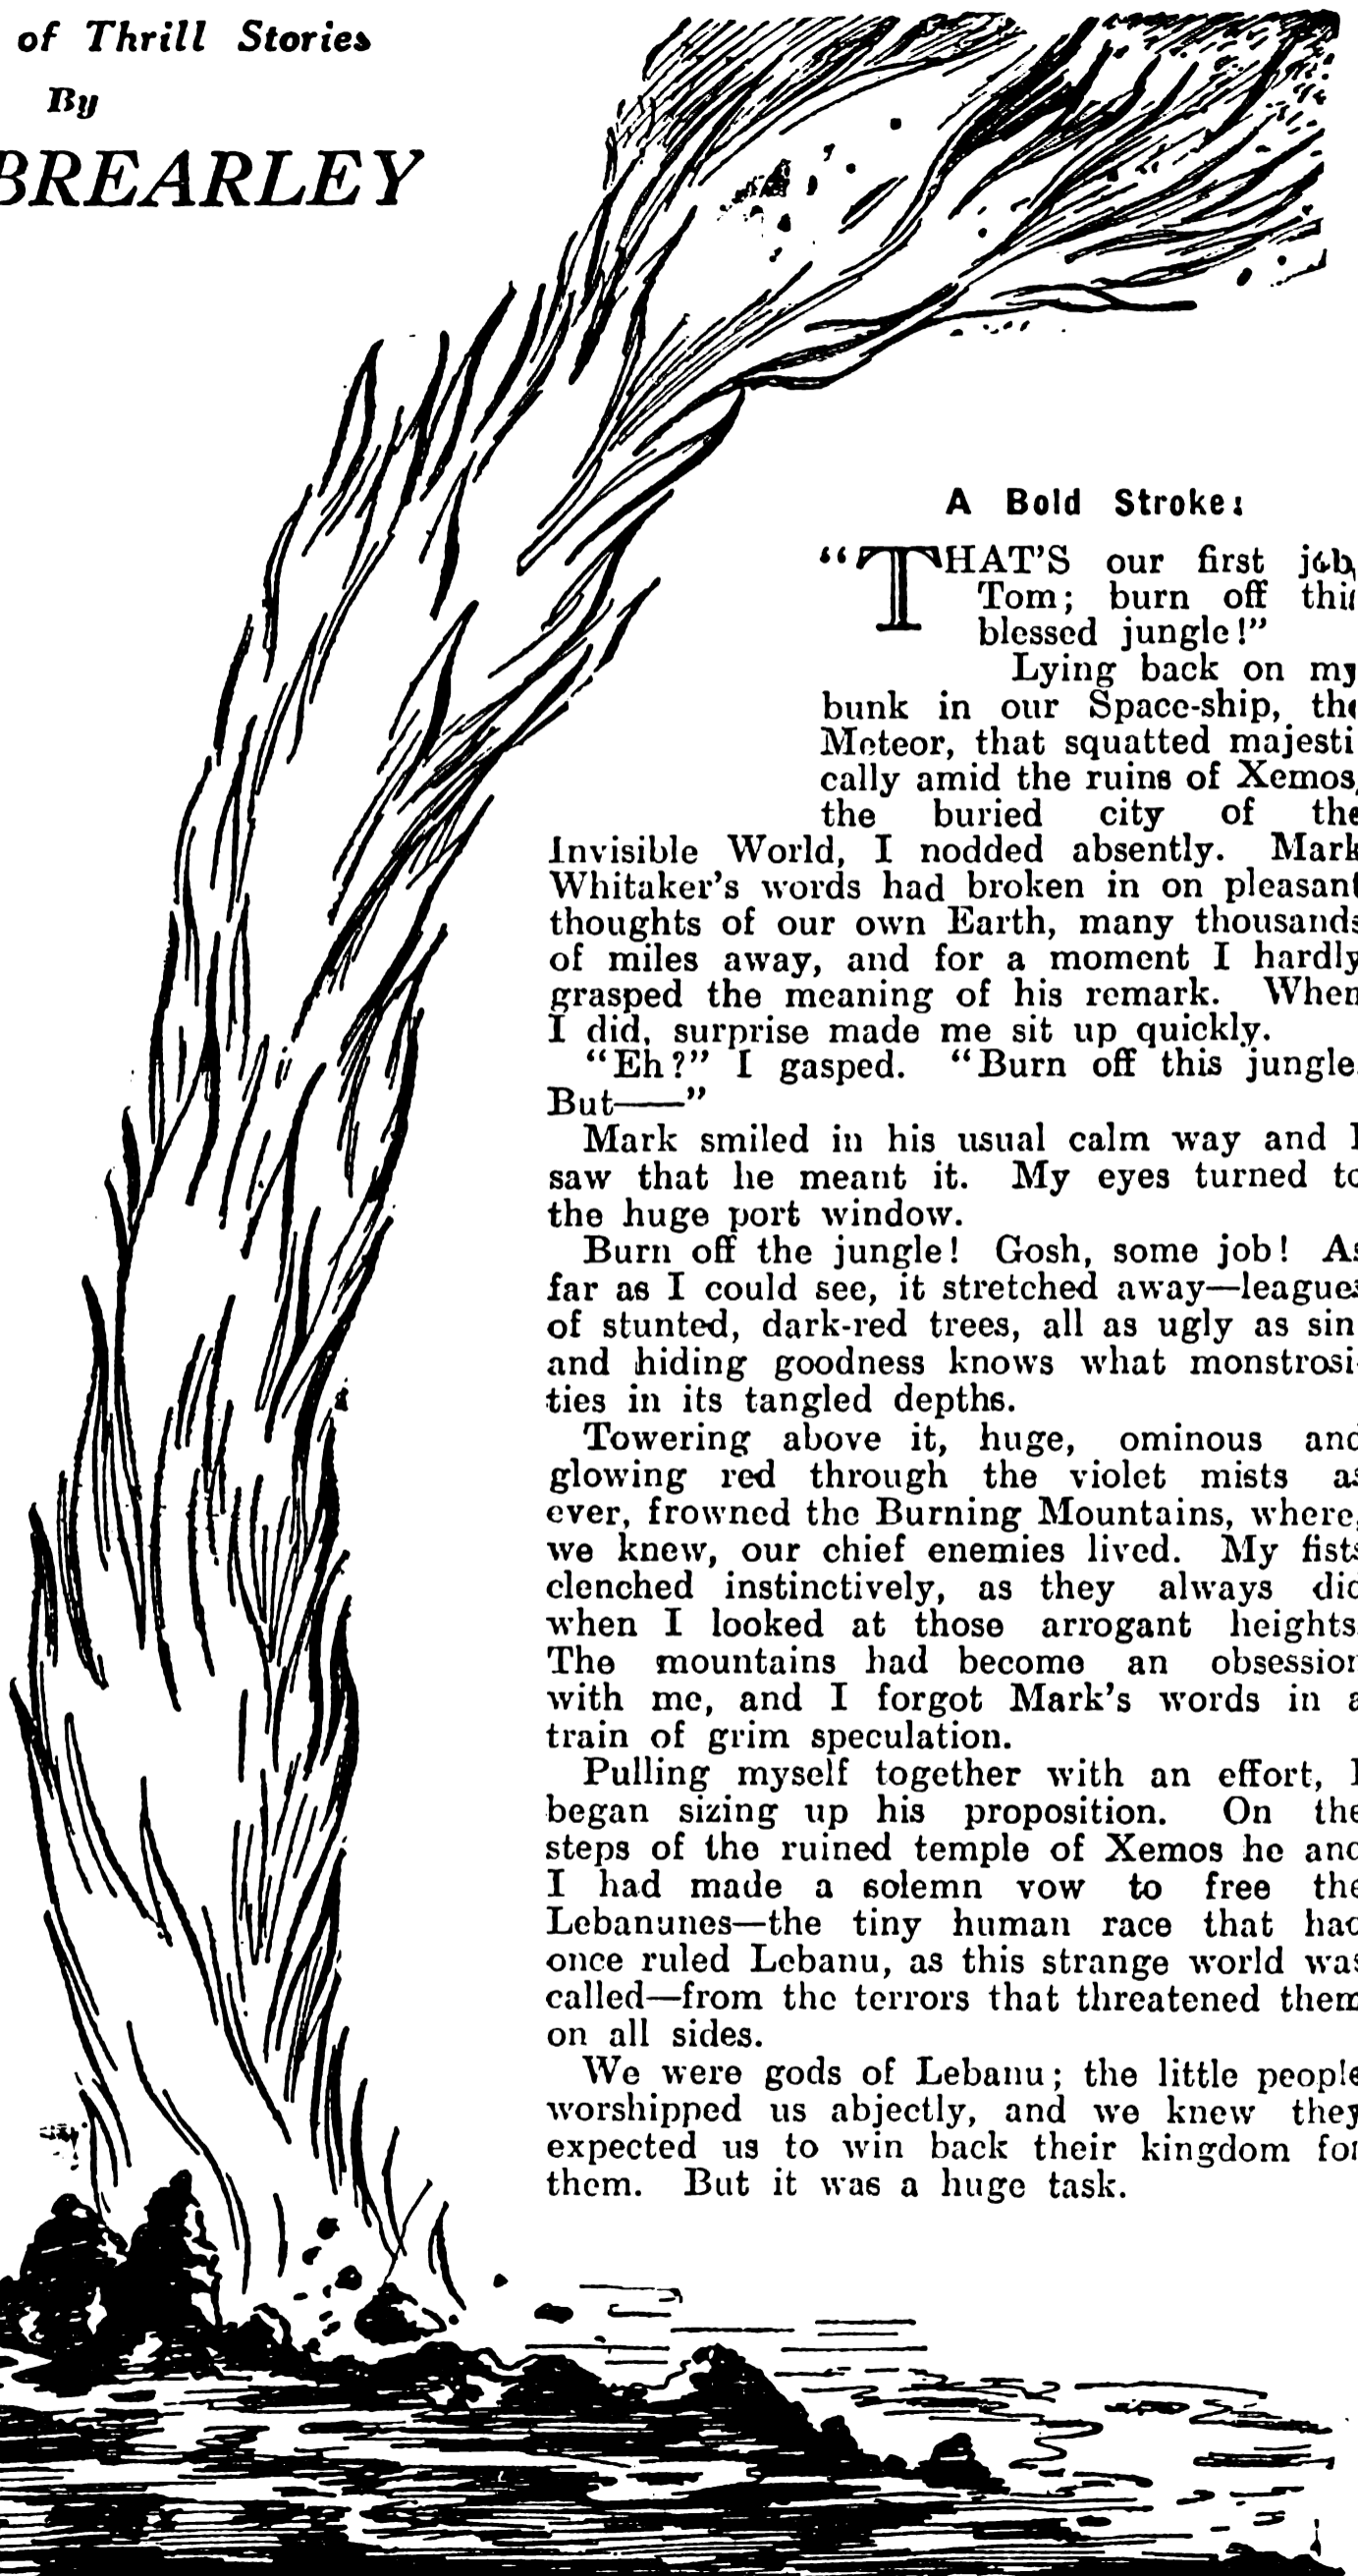 of Thrill Stories
By
BREARLEY
A Bold Stroke:
"THAT'S our first job,
Tom; burn off this
blessed jungle!"
Lying back on my
bunk in our Space-ship, the
Meteor, that squatted majesti
cally amid the ruins of Xemos,
the buried city of the
Invisible World, I nodded absently. Mark
Whitaker's words had broken in on pleasant
thoughts of our own Earth, many thousands
of miles away, and for a moment I hardly
grasped the meaning of his remark. When
I did, surprise made me sit up quickly.
"Eh?" I gasped. "Burn off this jungle
But——"
Mark smiled in his usual calm way and I
saw that he meant it. My eyes turned to
the huge port window.
Burn off the jungle! Gosh, some job! As
far as I could see, it stretched away—leagues
of stunted, dark-red trees, all as ugly as sin
and hiding goodness knows what monstrosi-
ties in its tangled depths.
Towering above it, huge, ominous and
glowing red through the violet mists as
ever, frowned the Burning Mountains, where,
we knew, our chief enemies lived. My fists
clenched instinctively, as they always did
when I looked at those arrogant heights.
The mountains had become an obsession
with me, and I forgot Mark's words in a
train of grim speculation.
Pulling myself together with an effort, I
began sizing up his proposition. On the
steps of the ruined temple of Xemos he and
I had made a solemn vow to free the
Lebanunes—the tiny human race that had
once ruled Lebanu, as this strange world was
called—from the terrors that threatened them
on all sides.
We were gods of Lebanu; the little people
worshipped us abjectly, and we knew they
expected us to win back their kingdom for
them. But it was a huge task.